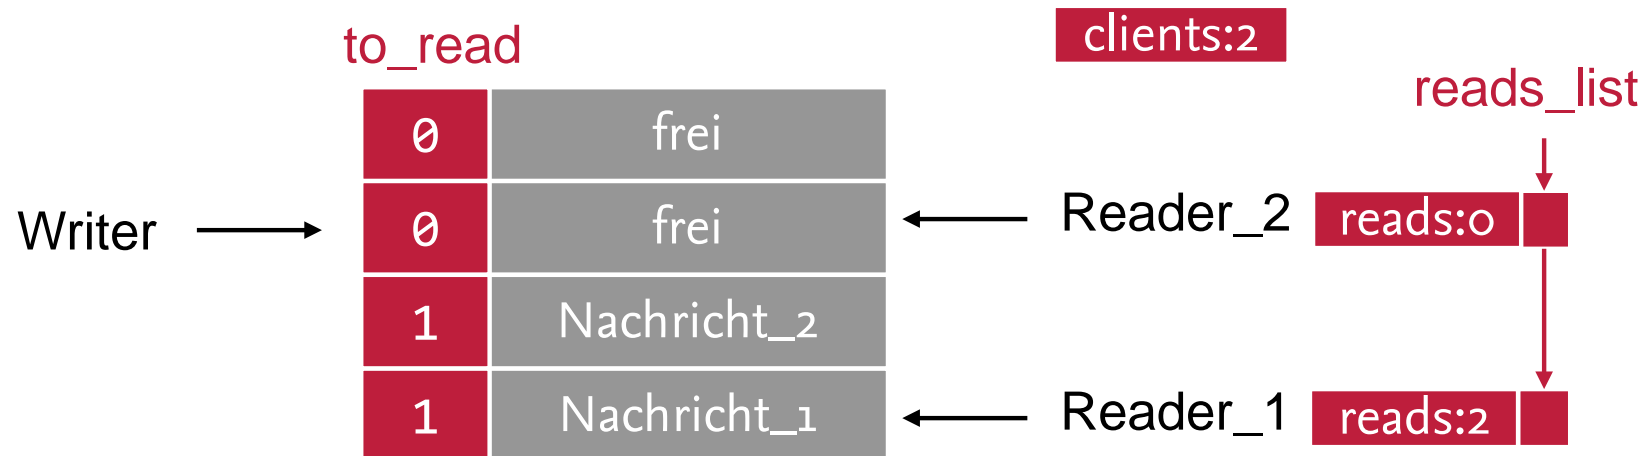 to_read
clients:2
reads_list
0 frei
Writer
0 frei
Reader_2 reads:0
1 Nachricht_2
1 Nachricht_1
Reader_1 reads:2